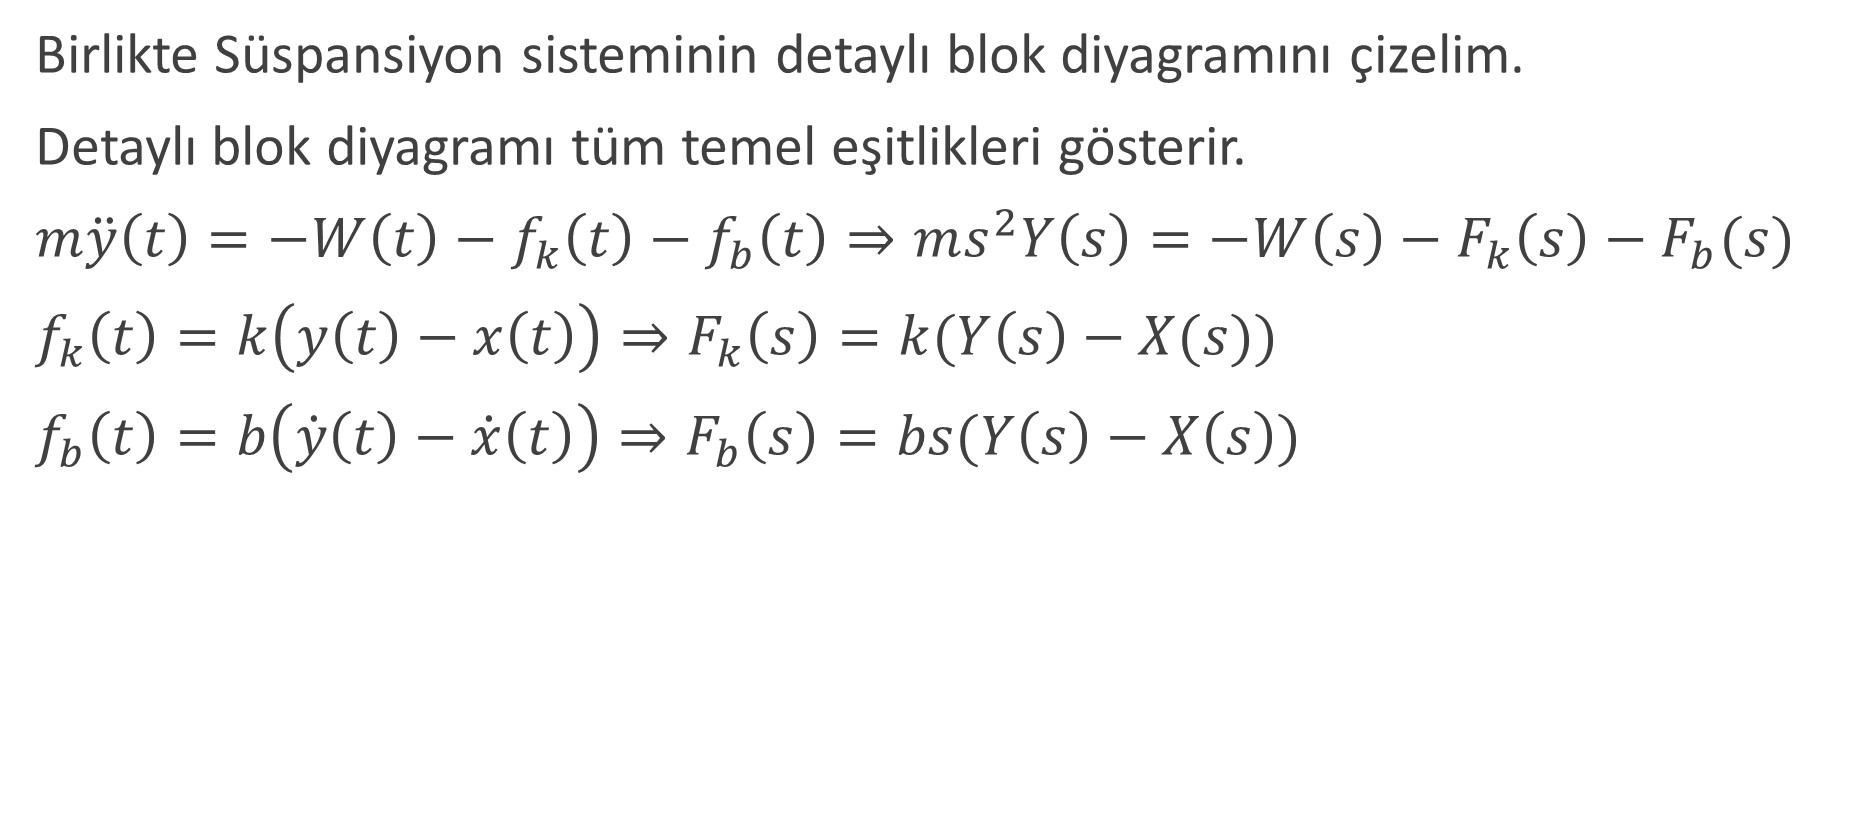 Birlikte Süspansiyon sisteminin detaylı blok diyagramını çizelim.
Detaylı blok diyagramı tüm temel eşitlikleri gösterir.
mÿ(t) = −W(t) − f_k(t) − f_b(t) ⇒ ms²Y(s) = −W(s) − F_k(s) − F_b(s)
f_k(t) = k(y(t) − x(t)) ⇒ F_k(s) = k(Y(s) − X(s))
f_b(t) = b(ẏ(t) − ẋ(t)) ⇒ F_b(s) = bs(Y(s) − X(s))